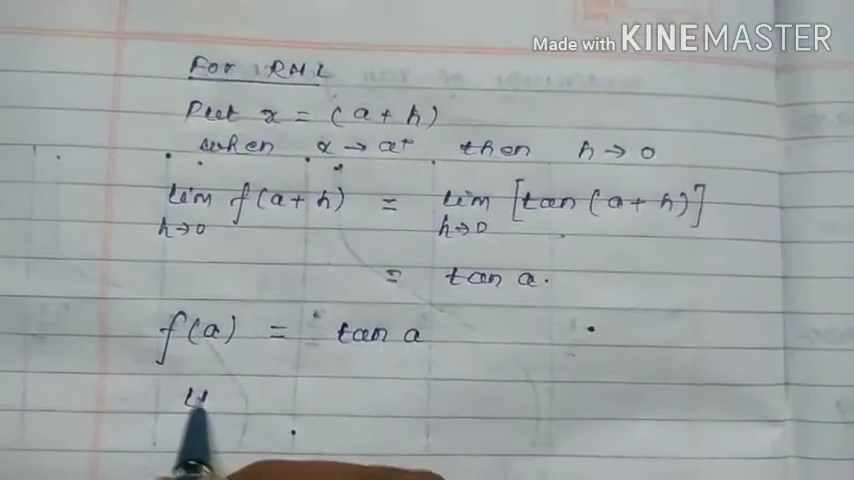 Made with KINEMASTER
For RHL
Put x = (a + h)
when x → a⁺ then h → 0
lim f(a + h) = lim [tan (a + h)]
h→0 h→0
= tan a.
f(a) = tan a